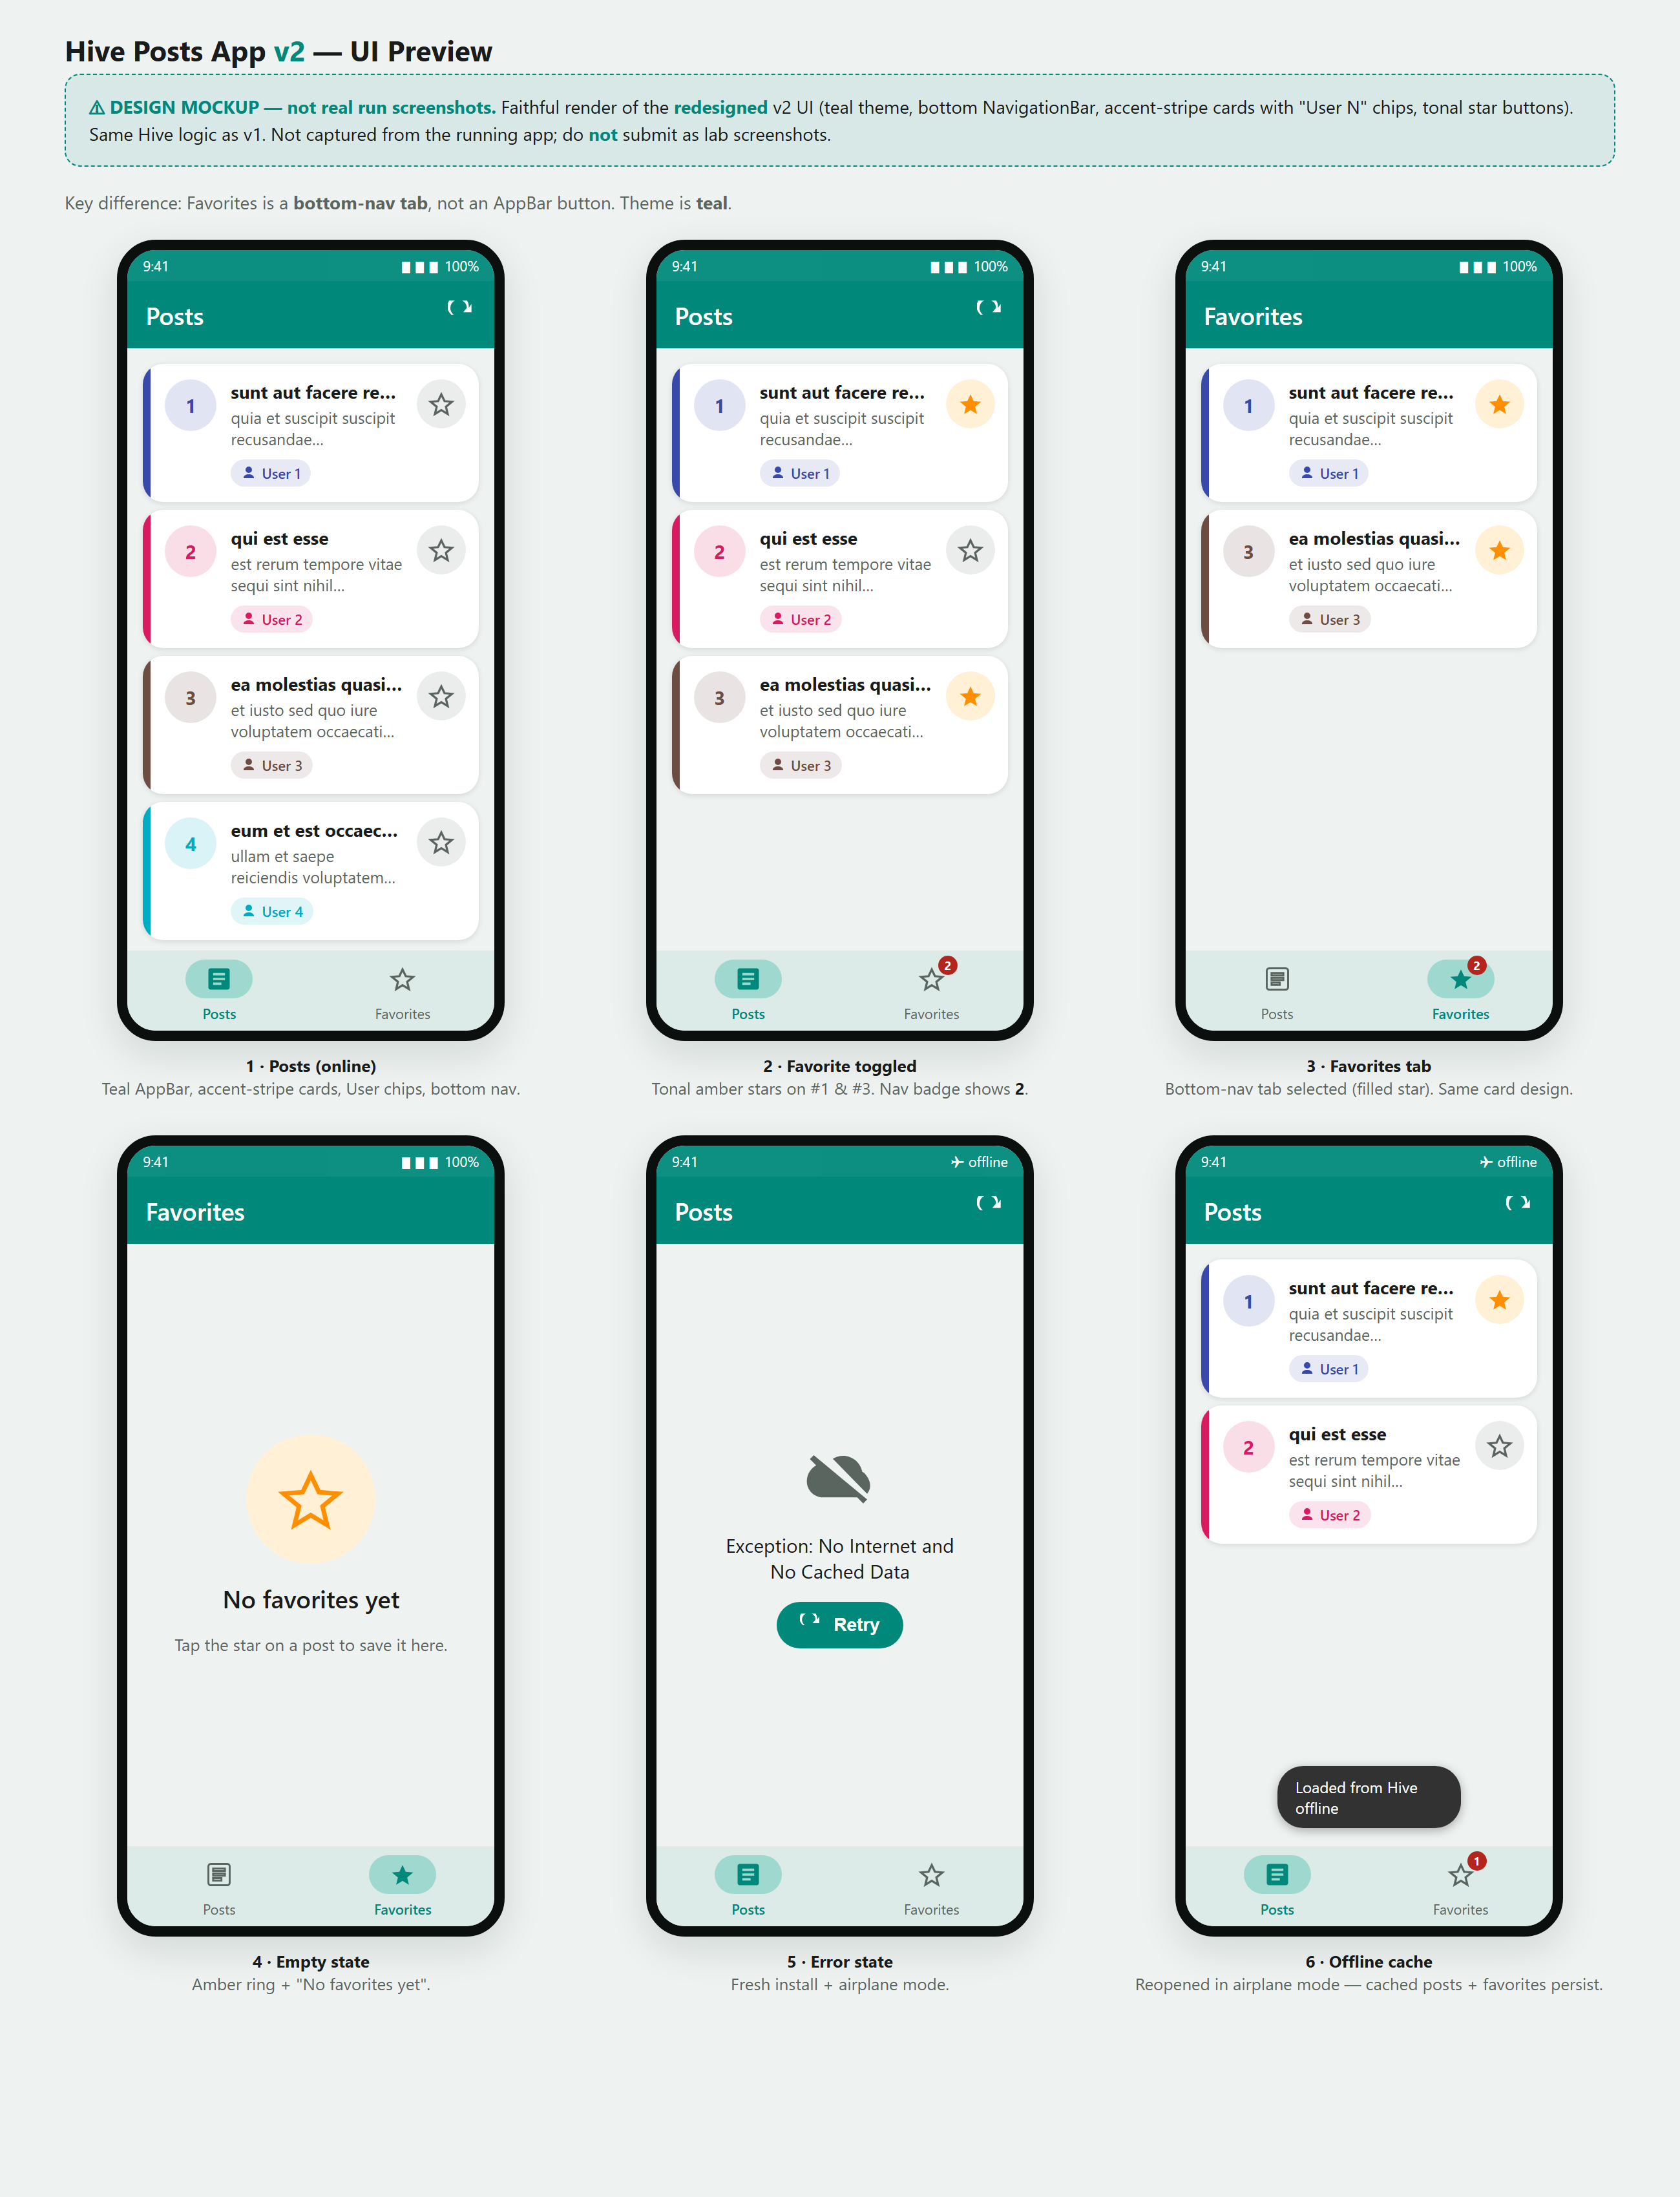 Hive Posts App v2 — UI Preview
⚠ DESIGN MOCKUP — not real run screenshots. Faithful render of the redesigned v2 UI (teal theme, bottom NavigationBar, accent-stripe cards with "User N" chips, tonal star buttons).
Same Hive logic as v1. Not captured from the running app; do not submit as lab screenshots.
Key difference: Favorites is a bottom-nav tab, not an AppBar button. Theme is teal.
9:41
100%
Posts
1
sunt aut facere re...
quia et suscipit suscipit
recusandae...
User 1
2
qui est esse
est rerum tempore vitae
sequi sint nihil...
User 2
3
ea molestias quasi...
et iusto sed quo iure
voluptatem occaecati...
User 3
4
eum et est occaec...
ullam et saepe
reiciendis voluptatem...
User 4
Posts
Favorites
1 · Posts (online)
Teal AppBar, accent-stripe cards, User chips, bottom nav.
9:41
100%
Posts
1
sunt aut facere re...
quia et suscipit suscipit
recusandae...
User 1
2
qui est esse
est rerum tempore vitae
sequi sint nihil...
User 2
3
ea molestias quasi...
et iusto sed quo iure
voluptatem occaecati...
User 3
2
Posts
Favorites
2 · Favorite toggled
Tonal amber stars on #1 & #3. Nav badge shows 2.
9:41
100%
Favorites
1
sunt aut facere re...
quia et suscipit suscipit
recusandae...
User 1
3
ea molestias quasi...
et iusto sed quo iure
voluptatem occaecati...
User 3
2
Posts
Favorites
3 · Favorites tab
Bottom-nav tab selected (filled star). Same card design.
9:41
100%
Favorites
No favorites yet
Tap the star on a post to save it here.
Posts
Favorites
4 · Empty state
Amber ring + "No favorites yet".
9:41
✈ offline
Posts
Exception: No Internet and
No Cached Data
Retry
Posts
Favorites
5 · Error state
Fresh install + airplane mode.
9:41
✈ offline
Posts
1
sunt aut facere re...
quia et suscipit suscipit
recusandae...
User 1
2
qui est esse
est rerum tempore vitae
sequi sint nihil...
User 2
Loaded from Hive
offline
1
Posts
Favorites
6 · Offline cache
Reopened in airplane mode — cached posts + favorites persist.